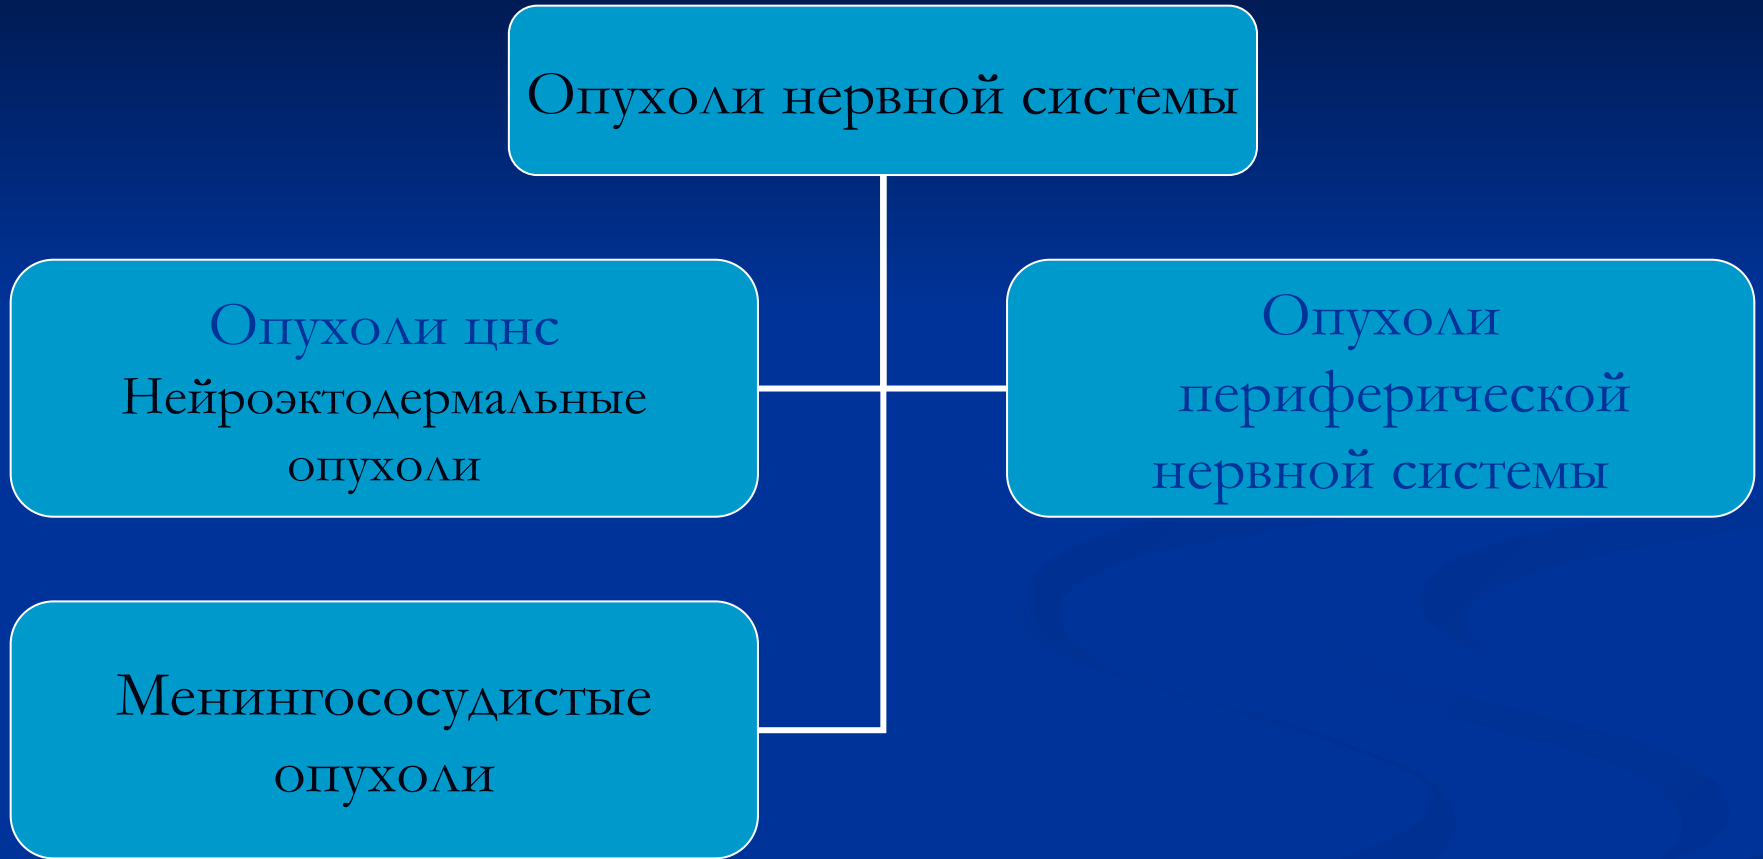 Опухоли нервной системы
Опухоли цнс
Нейроэктодермальные
опухоли
Опухоли
периферической
нервной системы
Менингососудистые
опухоли